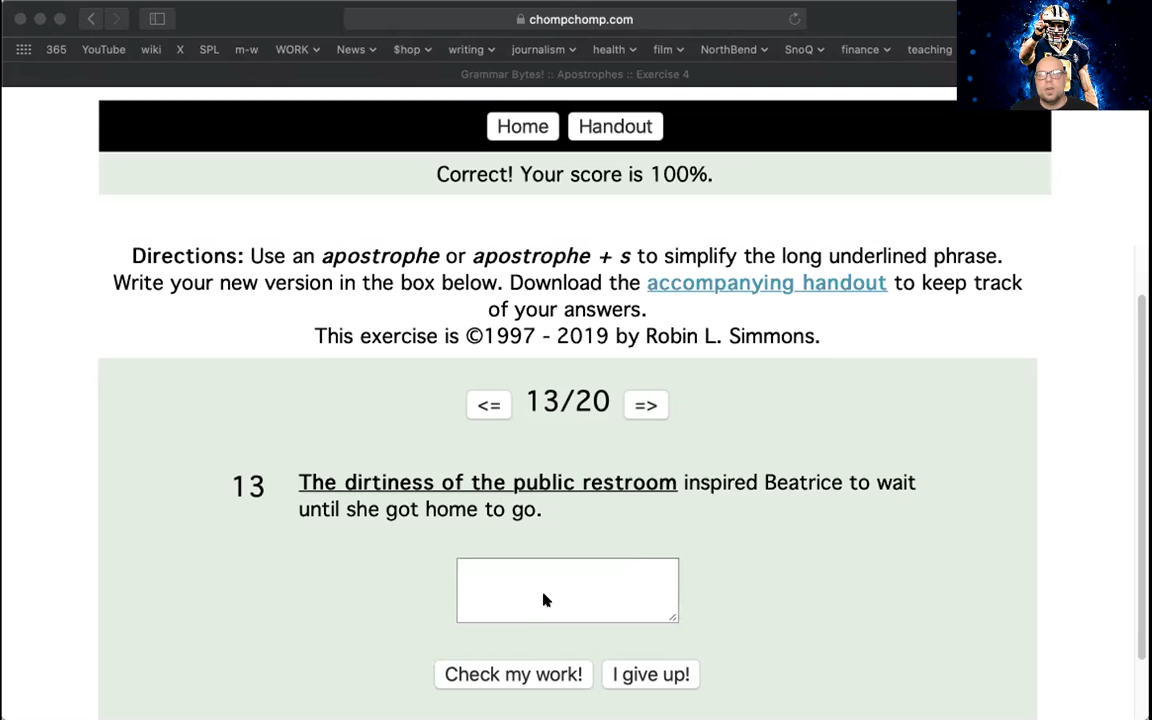 chompchomp.com
365 YouTube wiki X SPL m-w WORK News $hop writing journalism health film NorthBend SnoQ finance teaching
Grammar Bytes! :: Apostrophes :: Exercise 4
Home Handout
Correct! Your score is 100%.
Directions: Use an apostrophe or apostrophe + s to simplify the long underlined phrase.
Write your new version in the box below. Download the accompanying handout to keep track
of your answers.
This exercise is ©1997 - 2019 by Robin L. Simmons.
<= 13/20 =>
13 The dirtiness of the public restroom inspired Beatrice to wait
until she got home to go.
Check my work! I give up!